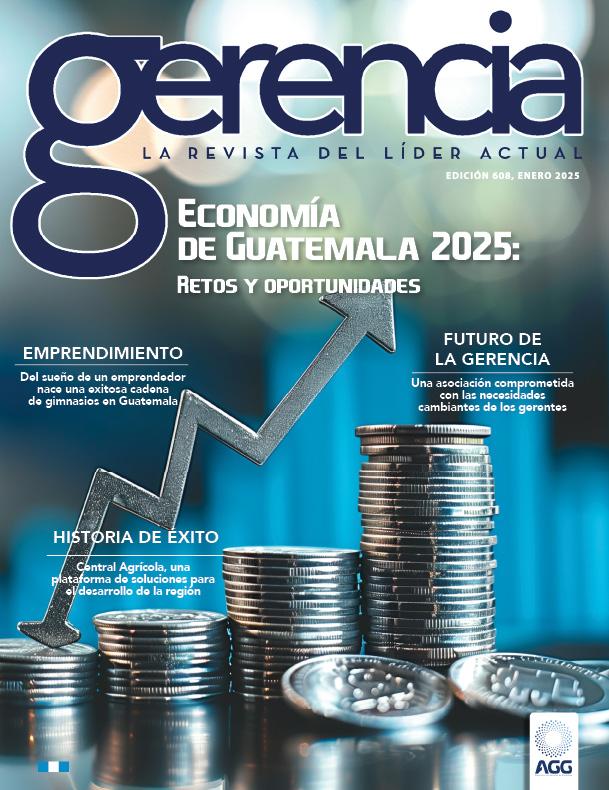 gerencia
LA REVISTA DEL LÍDER ACTUAL
EDICIÓN 608, ENERO 2025
ECONOMÍA
DE GUATEMALA 2025:
RETOS Y OPORTUNIDADES
EMPRENDIMIENTO
Del sueño de un emprendedor
nace una exitosa cadena
de gimnasios en Guatemala
FUTURO DE
LA GERENCIA
Una asociación comprometida
con las necesidades
cambiantes de los gerentes
HISTORIA DE ÉXITO
Central Agrícola, una
plataforma de soluciones para
el desarrollo de la región
AGG